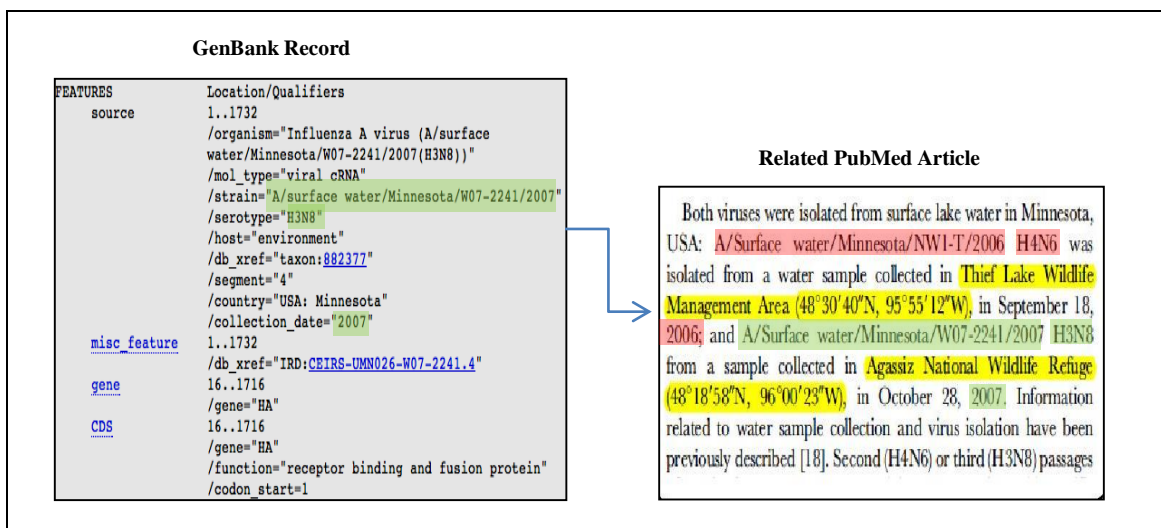 GenBank Record
FEATURES Location/Qualifiers
source 1..1732
/organism="Influenza A virus (A/surface
water/Minnesota/W07-2241/2007(H3N8))"
/mol_type="viral cRNA"
/strain="A/surface water/Minnesota/W07-2241/2007"
/serotype="H3N8"
/host="environment"
/db_xref="taxon:882377"
/segment="4"
/country="USA: Minnesota"
/collection_date="2007"
misc_feature 1..1732
/db_xref="IRD:CEIRS-UMN026-W07-2241.4"
gene 16..1716
/gene="HA"
CDS 16..1716
/gene="HA"
/function="receptor binding and fusion protein"
/codon_start=1
Related PubMed Article
Both viruses were isolated from surface lake water in Minnesota,
USA: A/Surface water/Minnesota/NW1-T/2006 H4N6 was
isolated from a water sample collected in Thief Lake Wildlife
Management Area (48°30′40″N, 95°55′12″W), in September 18,
2006; and A/Surface water/Minnesota/W07-2241/2007 H3N8
from a sample collected in Agassiz National Wildlife Refuge
(48°18′58″N, 96°00′23″W), in October 28, 2007. Information
related to water sample collection and virus isolation have been
previously described [18]. Second (H4N6) or third (H3N8) passages